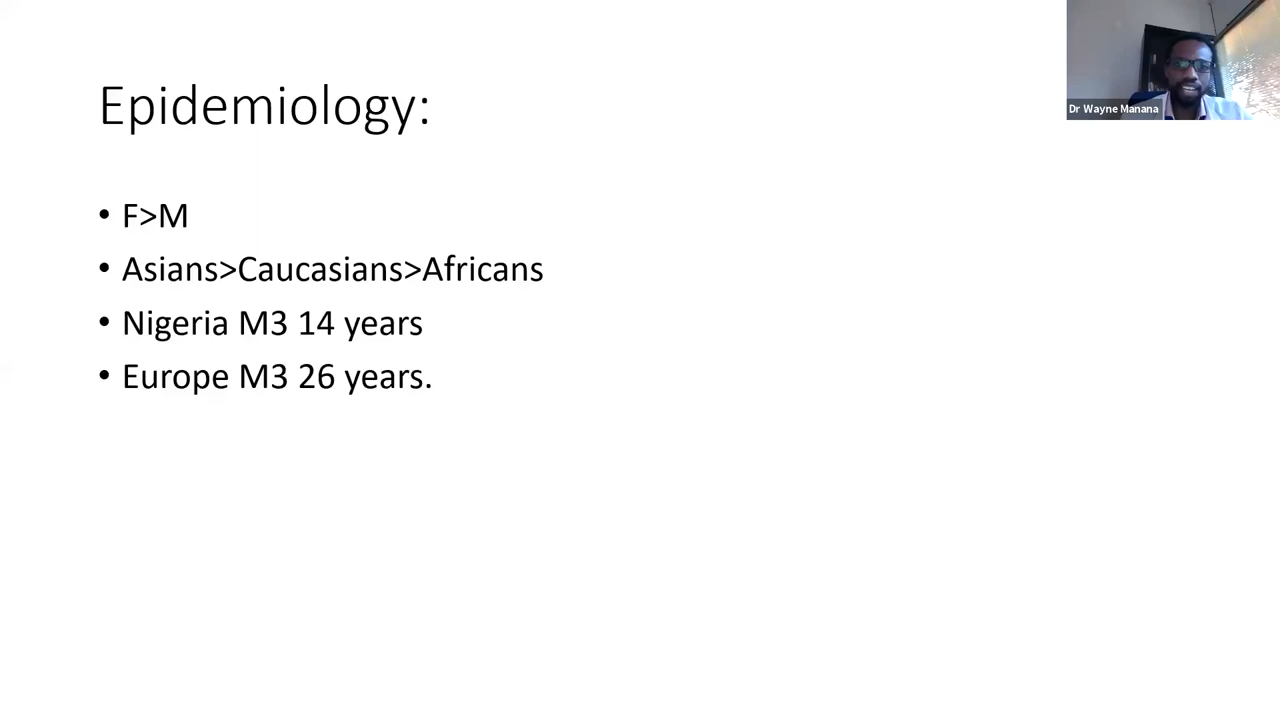 Epidemiology:
• F>M
• Asians>Caucasians>Africans
• Nigeria M3 14 years
• Europe M3 26 years.
Dr Wayne Manana